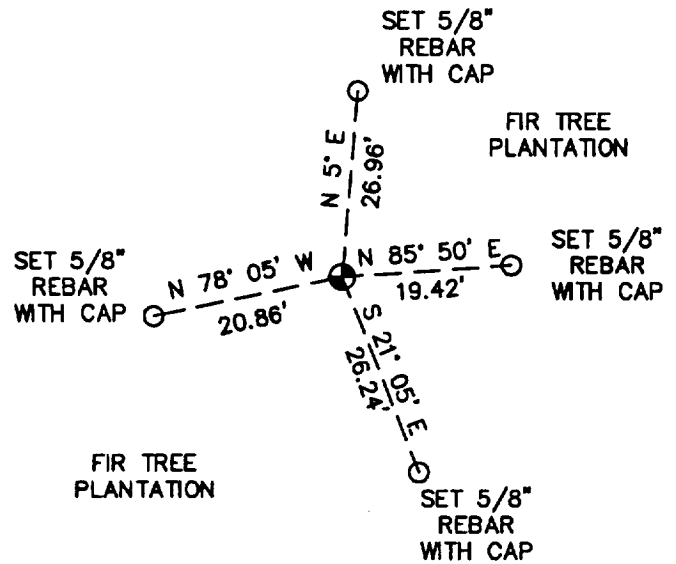 SET 5/8"
REBAR
WITH CAP
FIR TREE
PLANTATION
N 5° E
26.96'
SET 5/8"
REBAR
WITH CAP
N 78° 05' W
20.86'
N 85° 50' E
19.42'
SET 5/8"
REBAR
WITH CAP
S 21° 05' E
26.24'
FIR TREE
PLANTATION
SET 5/8"
REBAR
WITH CAP